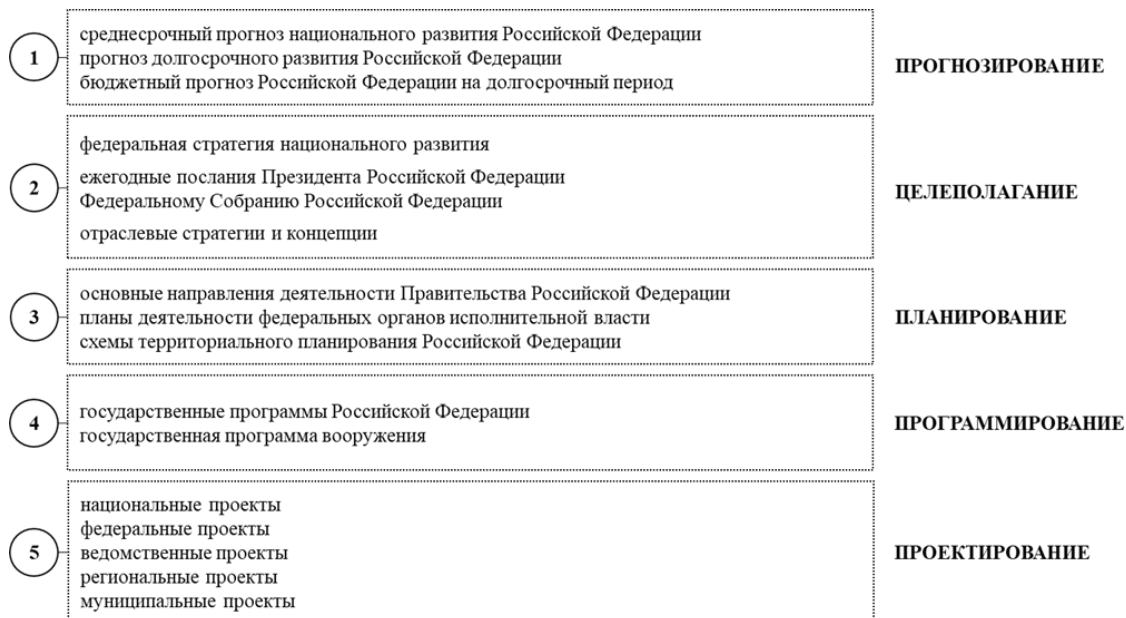 1
среднесрочный прогноз национального развития Российской Федерации
прогноз долгосрочного развития Российской Федерации
бюджетный прогноз Российской Федерации на долгосрочный период
ПРОГНОЗИРОВАНИЕ
2
федеральная стратегия национального развития
ежегодные послания Президента Российской Федерации
Федеральному Собранию Российской Федерации
отраслевые стратегии и концепции
ЦЕЛЕПОЛАГАНИЕ
3
основные направления деятельности Правительства Российской Федерации
планы деятельности федеральных органов исполнительной власти
схемы территориального планирования Российской Федерации
ПЛАНИРОВАНИЕ
4
государственные программы Российской Федерации
государственная программа вооружения
ПРОГРАММИРОВАНИЕ
5
национальные проекты
федеральные проекты
ведомственные проекты
региональные проекты
муниципальные проекты
ПРОЕКТИРОВАНИЕ